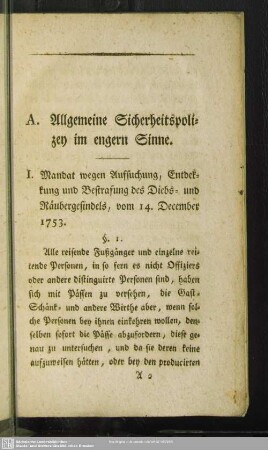 A. Allgemeine Sicherheitspoli-
zey im engern Sinne.
I. Mandat wegen Aufsuchung, Entdek-
kung und Bestrafung des Diebs- und
Räubergesindels, vom 14. December
1753.
§. 1.
Alle reisende Fußgänger und einzelne rei-
tende Personen, in so fern es nicht Offiziers
oder andere distinguirte Personen sind, haben
sich mit Pässen zu versehen, die Gast-
Schänk- und andere Wirthe aber, wenn sol-
che Personen bey ihnen einkehren wollen, den-
selben sofort die Pässe abzufordern, diese ge-
nau zu untersuchen, und da sie deren keine
aufzuweisen hätten, oder bey den producirten
A 2